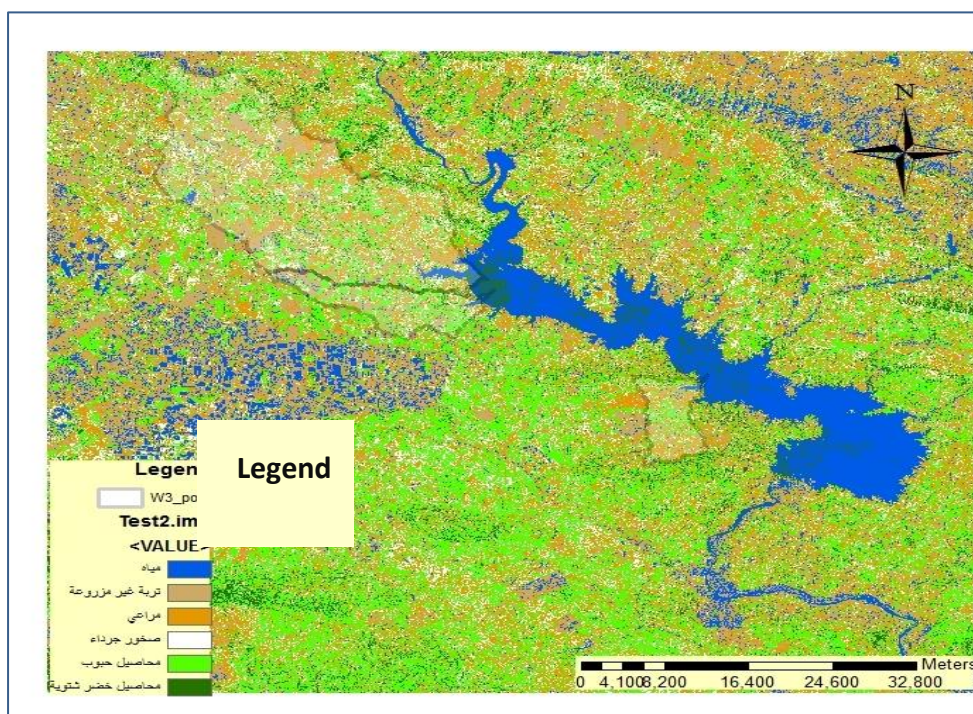 N
Legend
Legen
W3_po
Test2.im
<VALUE>
مياه
تربة غير مزروعة
مراعي
صخور جرداء
محاصيل حبوب
محاصيل خضر شتوية
Meters
0 4,100 8,200 16,400 24,600 32,800